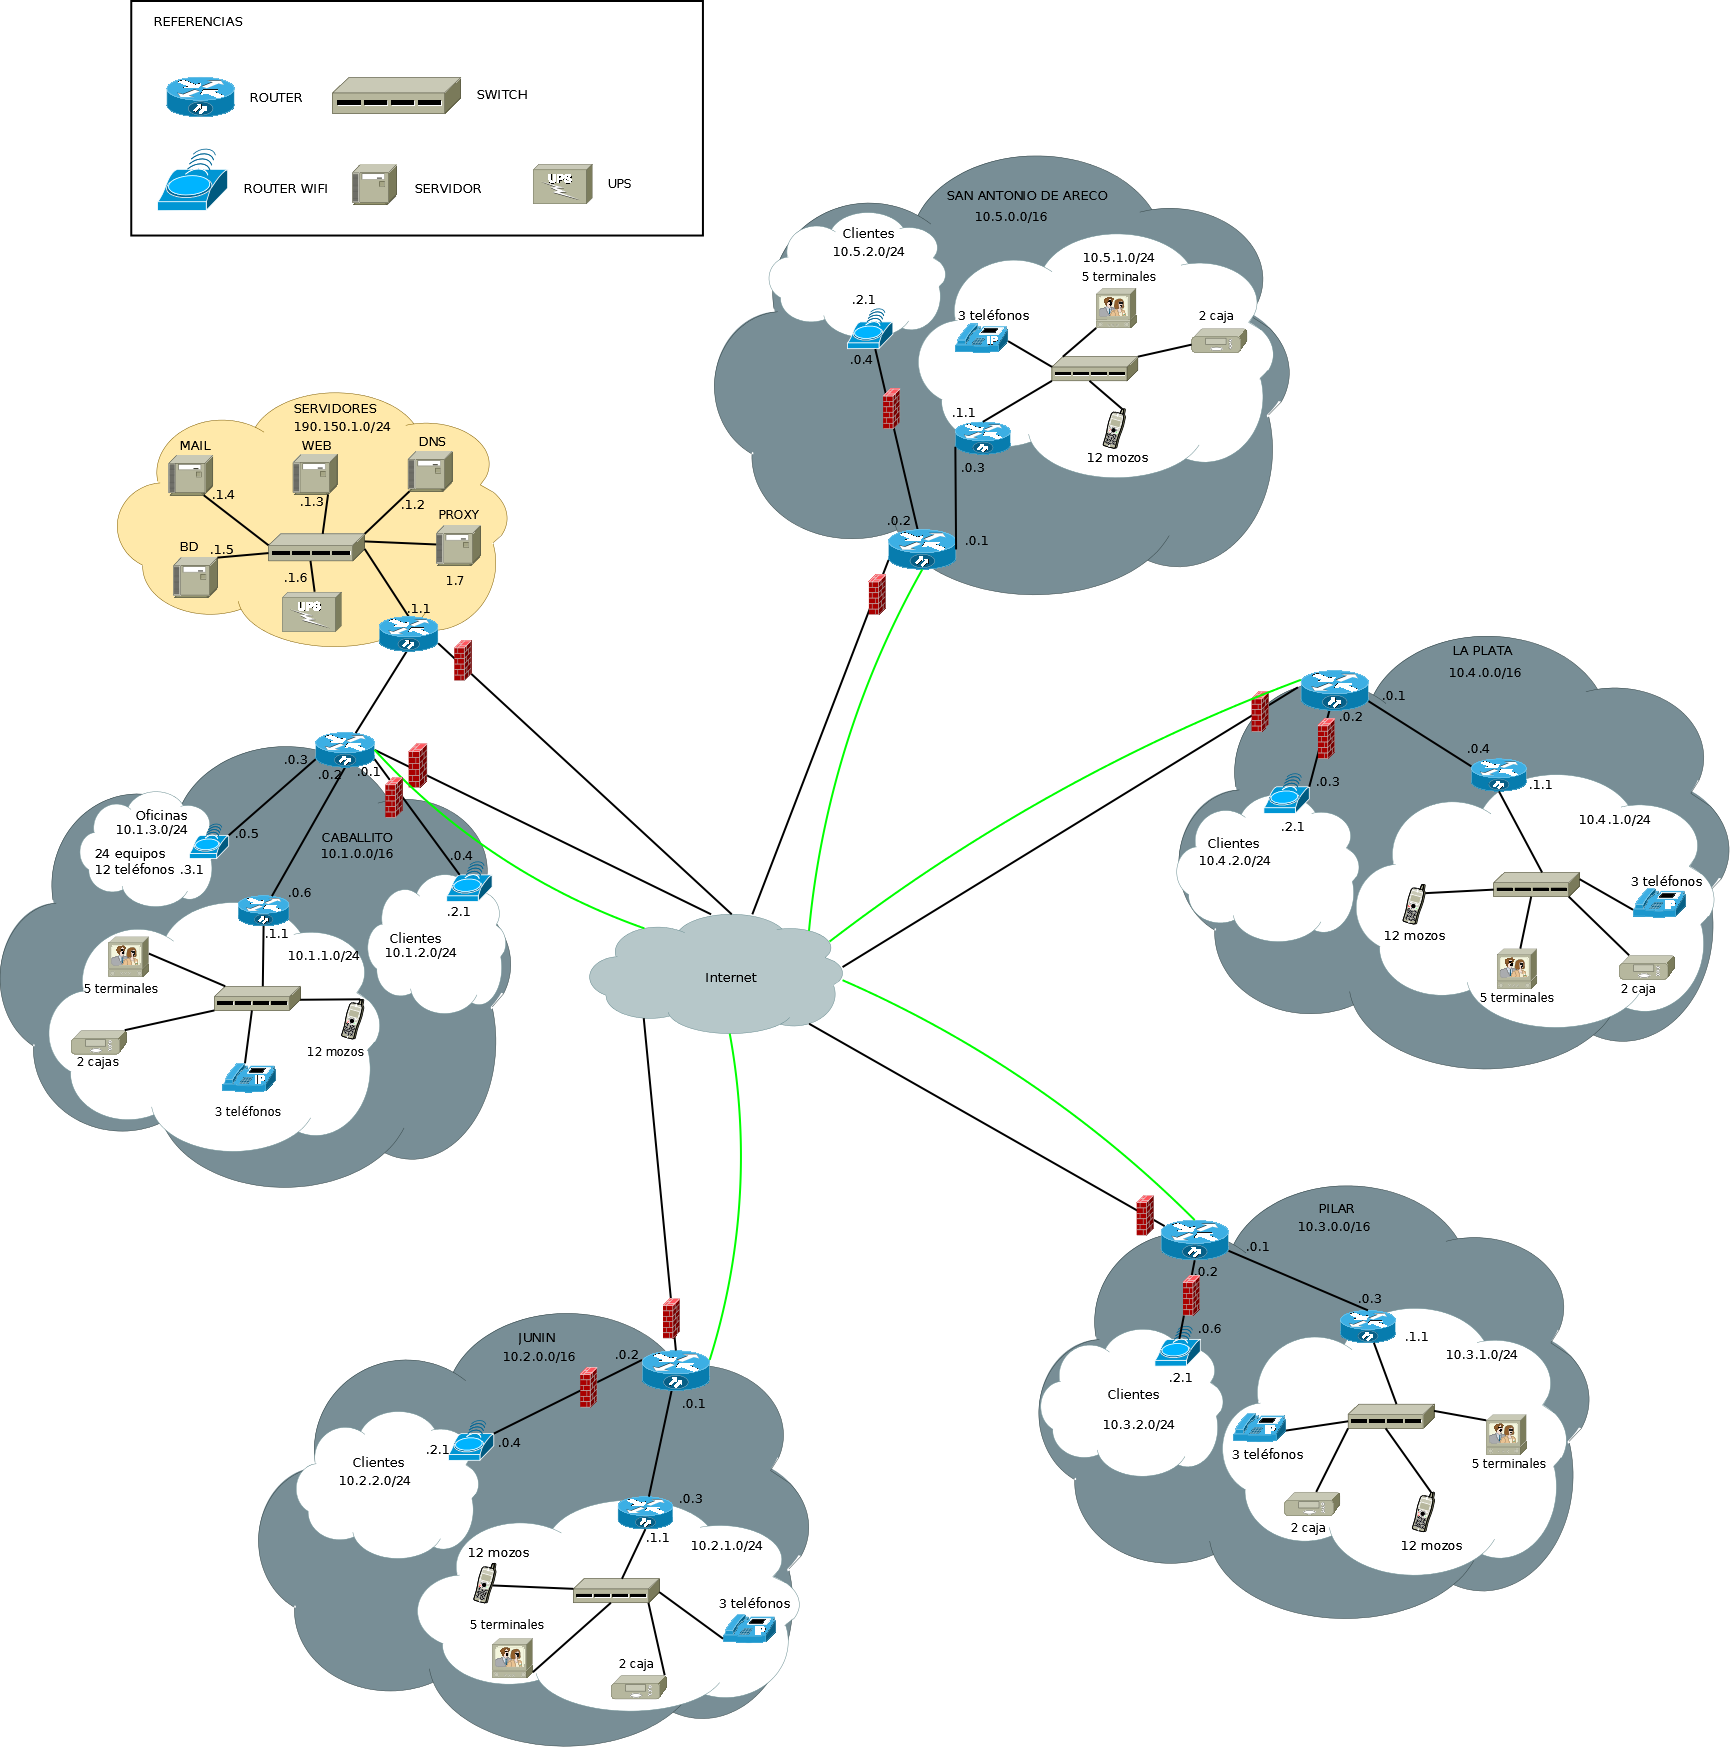 REFERENCIAS
ROUTER
SWITCH
ROUTER WIFI
SERVIDOR
UPS
UPS
SAN ANTONIO DE ARECO
10.5.0.0/16
Clientes
10.5.2.0/24
.2.1
.0.4
10.5.1.0/24
5 terminales
3 teléfonos
IP
2 caja
12 mozos
.1.1
.0.3
.0.2
.0.1
SERVIDORES
190.150.1.0/24
MAIL
WEB
DNS
.1.4
.1.3
.1.2
PROXY
BD
.1.5
.1.6
1.7
UPS
.1.1
.0.3
.0.2
.0.1
Oficinas
10.1.3.0/24
24 equipos
12 teléfonos .3.1
.0.5
CABALLITO
10.1.0.0/16
.0.4
.2.1
Clientes
10.1.2.0/24
.0.6
.1.1
10.1.1.0/24
5 terminales
2 cajas
12 mozos
IP
3 teléfonos
Internet
LA PLATA
10.4.0.0/16
.0.1
.0.2
.0.3
.2.1
Clientes
10.4.2.0/24
.0.4
.1.1
10.4.1.0/24
3 teléfonos
IP
12 mozos
5 terminales
2 caja
PILAR
10.3.0.0/16
.0.1
.0.2
.0.6
.2.1
Clientes
10.3.2.0/24
.0.3
.1.1
10.3.1.0/24
IP
3 teléfonos
5 terminales
2 caja
12 mozos
JUNIN
10.2.0.0/16
.0.2
.0.1
.2.1
.0.4
Clientes
10.2.2.0/24
.0.3
.1.1
10.2.1.0/24
12 mozos
3 teléfonos
IP
5 terminales
2 caja